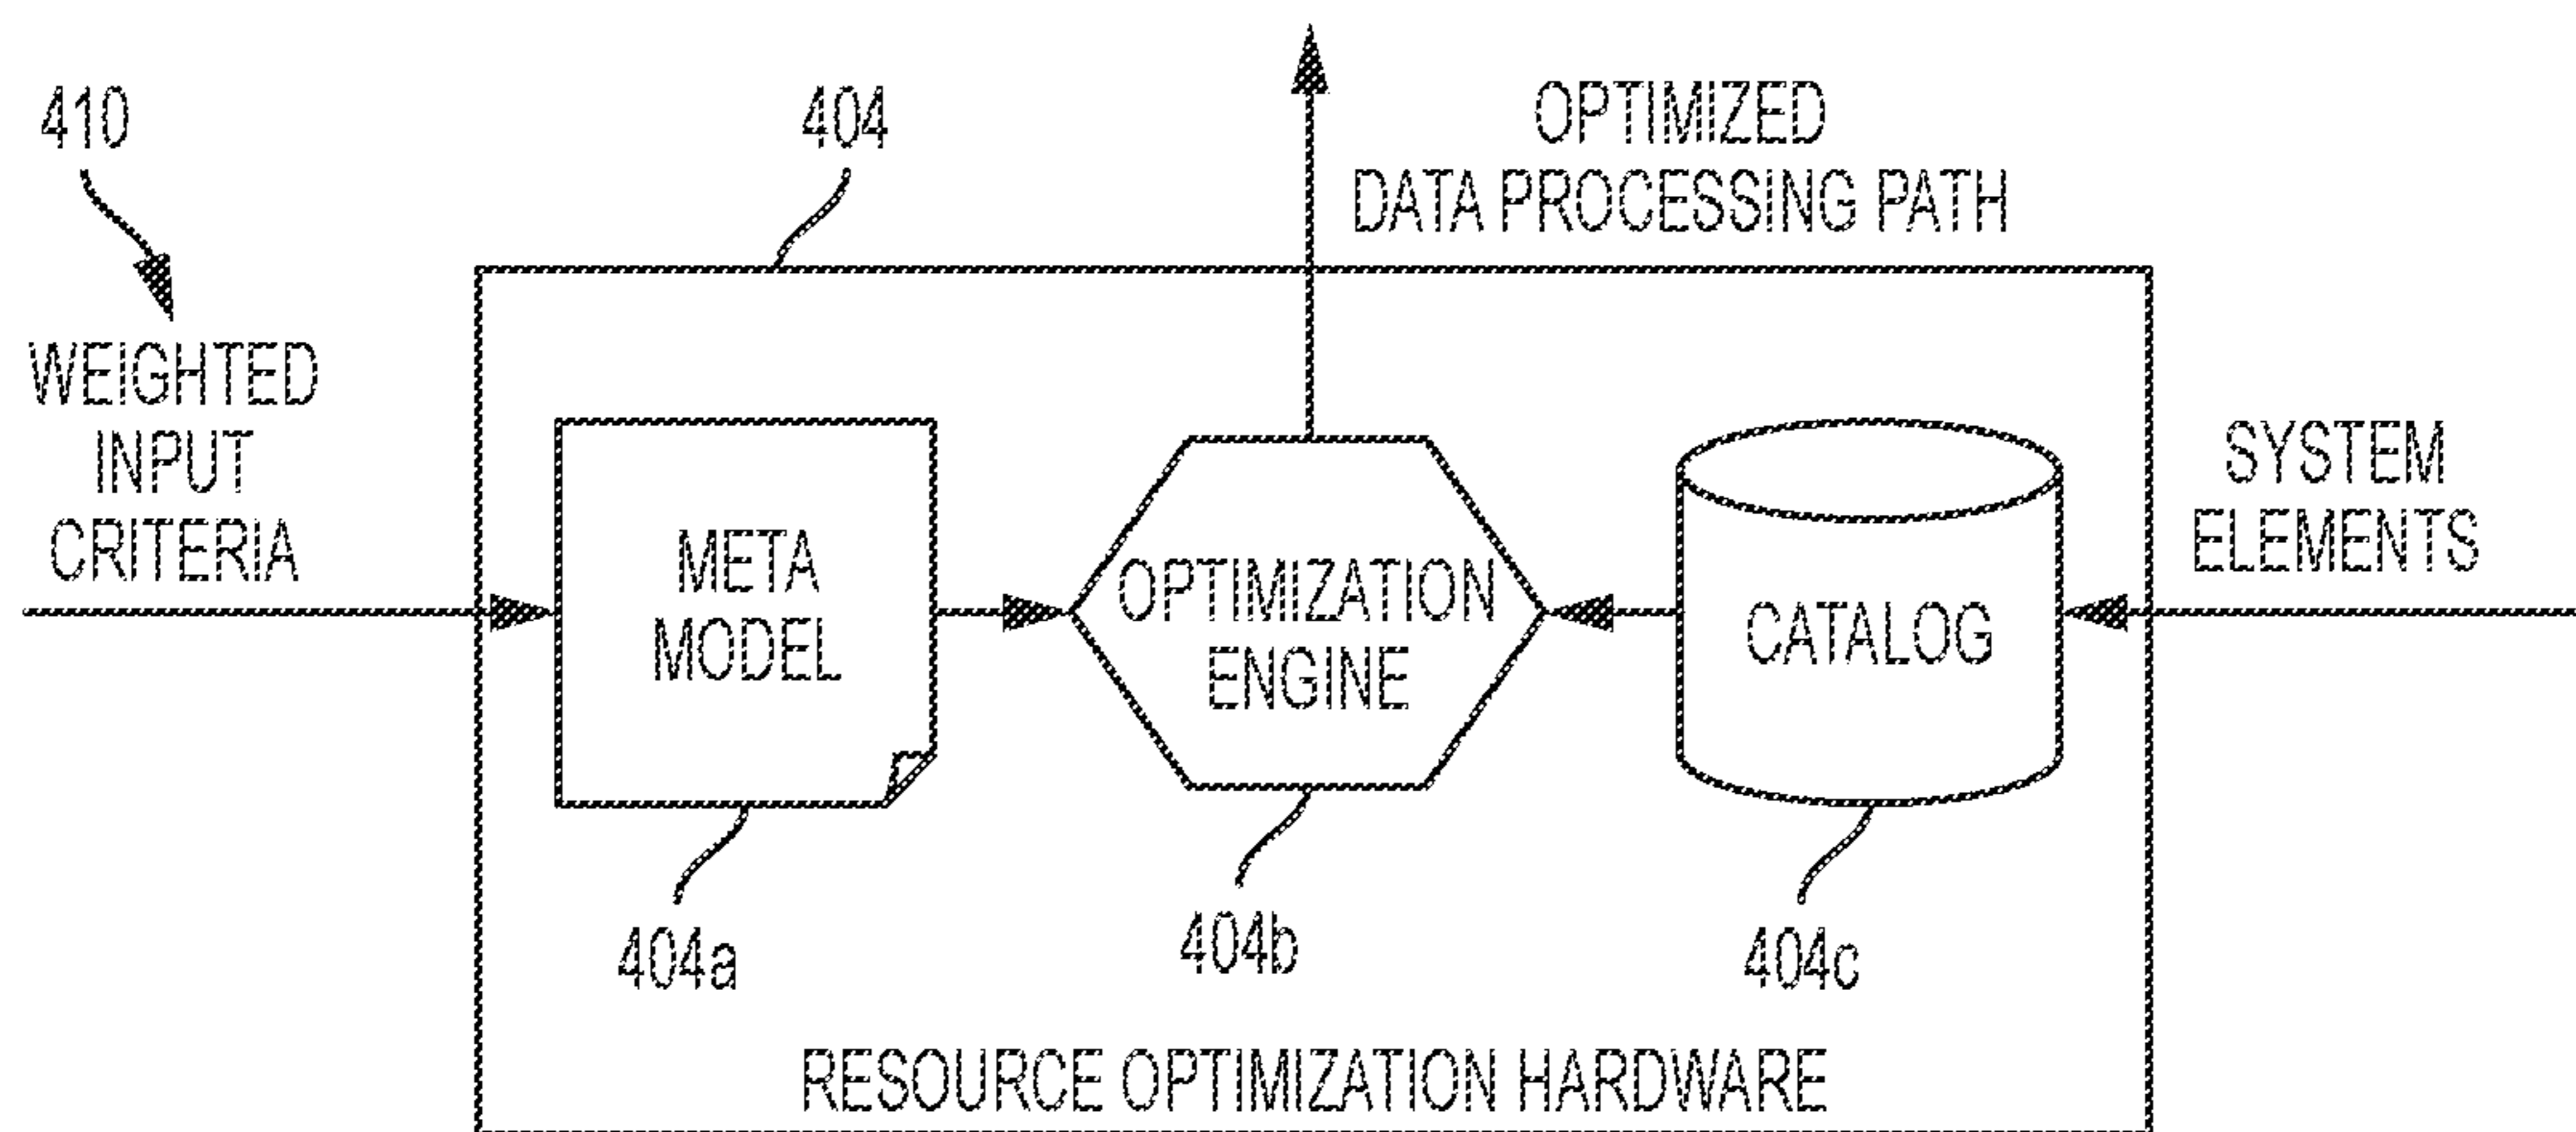 410
404
OPTIMIZED
DATA PROCESSING PATH
WEIGHTED
INPUT
CRITERIA
SYSTEM
ELEMENTS
META
MODEL
OPTIMIZATION
ENGINE
CATALOG
404a
404b
404c
RESOURCE OPTIMIZATION HARDWARE